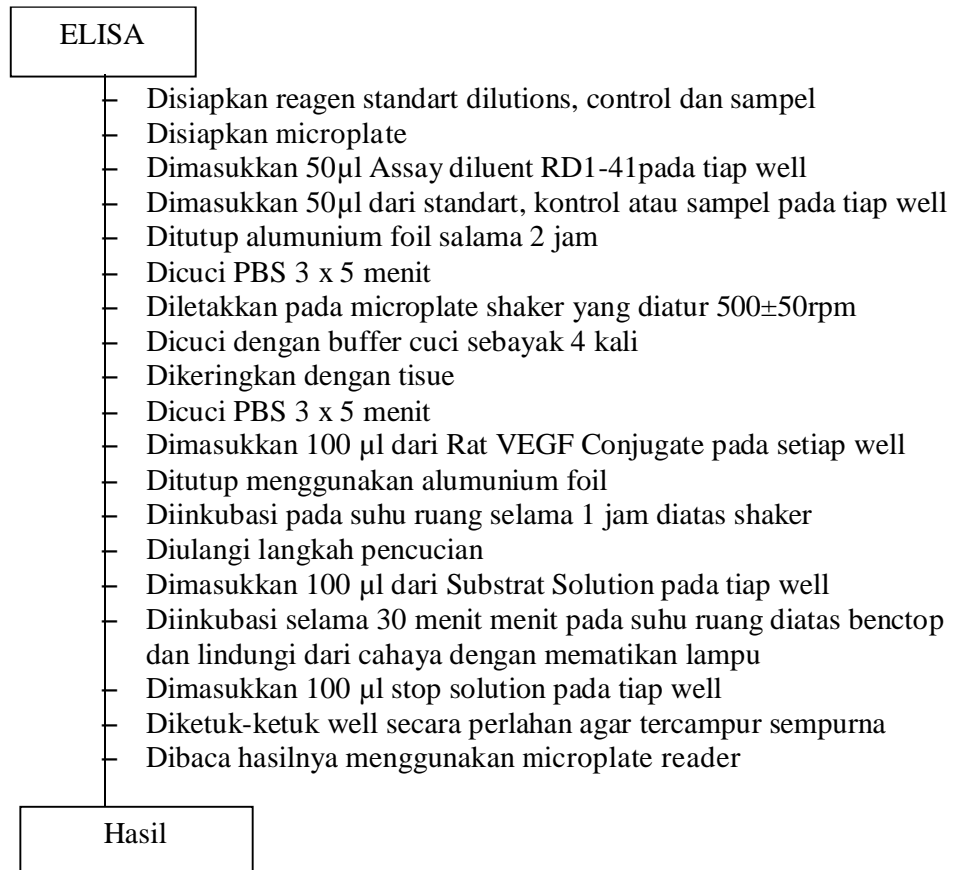 ELISA
– Disiapkan reagen standart dilutions, control dan sampel
– Disiapkan microplate
– Dimasukkan 50µl Assay diluent RD1-41pada tiap well
– Dimasukkan 50µl dari standart, kontrol atau sampel pada tiap well
– Ditutup alumunium foil salama 2 jam
– Dicuci PBS 3 x 5 menit
– Diletakkan pada microplate shaker yang diatur 500±50rpm
– Dicuci dengan buffer cuci sebayak 4 kali
– Dikeringkan dengan tisue
– Dicuci PBS 3 x 5 menit
– Dimasukkan 100 µl dari Rat VEGF Conjugate pada setiap well
– Ditutup menggunakan alumunium foil
– Diinkubasi pada suhu ruang selama 1 jam diatas shaker
– Diulangi langkah pencucian
– Dimasukkan 100 µl dari Substrat Solution pada tiap well
– Diinkubasi selama 30 menit menit pada suhu ruang diatas benctop
dan lindungi dari cahaya dengan mematikan lampu
– Dimasukkan 100 µl stop solution pada tiap well
– Diketuk-ketuk well secara perlahan agar tercampur sempurna
– Dibaca hasilnya menggunakan microplate reader
Hasil